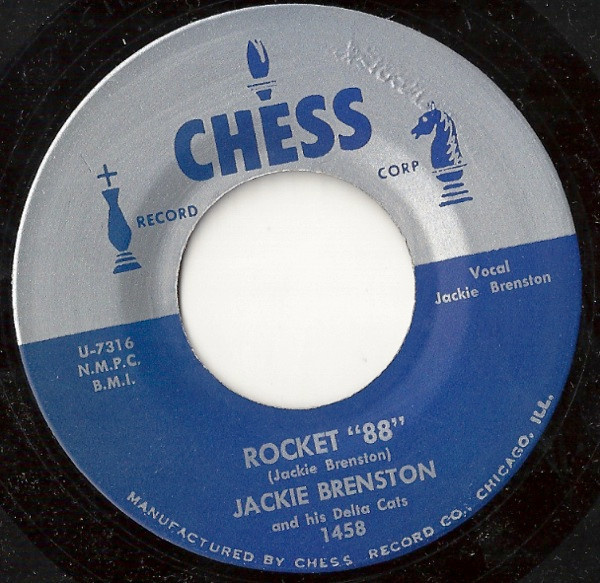 CHESS
RECORD CORP
Vocal
Jackie Brenston
U-7316
N.M.P.C.
B.M.I.
ROCKET "88"
(Jackie Brenston)
JACKIE BRENSTON
and his Delta Cats
1458
MANUFACTURED BY CHESS RECORD CO., CHICAGO, ILL.